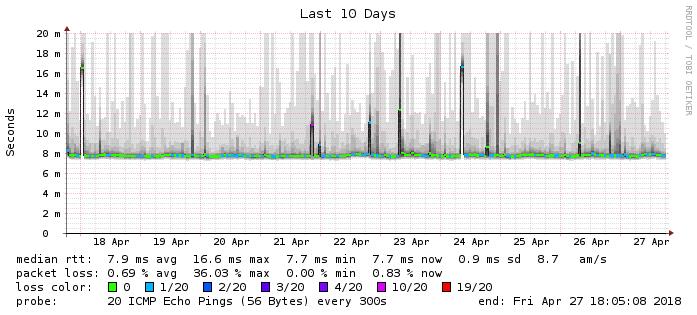 Last 10 Days
RRDTOOL / TOBI OETIKER
Seconds
20 m
18 m
16 m
14 m
12 m
10 m
8 m
6 m
4 m
2 m
0
18 Apr 19 Apr 20 Apr 21 Apr 22 Apr 23 Apr 24 Apr 25 Apr 26 Apr 27 Apr
median rtt: 7.9 ms avg 16.6 ms max 7.7 ms min 7.7 ms now 0.9 ms sd 8.7 am/s
packet loss: 0.69 % avg 36.03 % max 0.00 % min 0.83 % now
loss color: 0 1/20 2/20 3/20 4/20 10/20 19/20
probe: 20 ICMP Echo Pings (56 Bytes) every 300s end: Fri Apr 27 18:05:08 2018